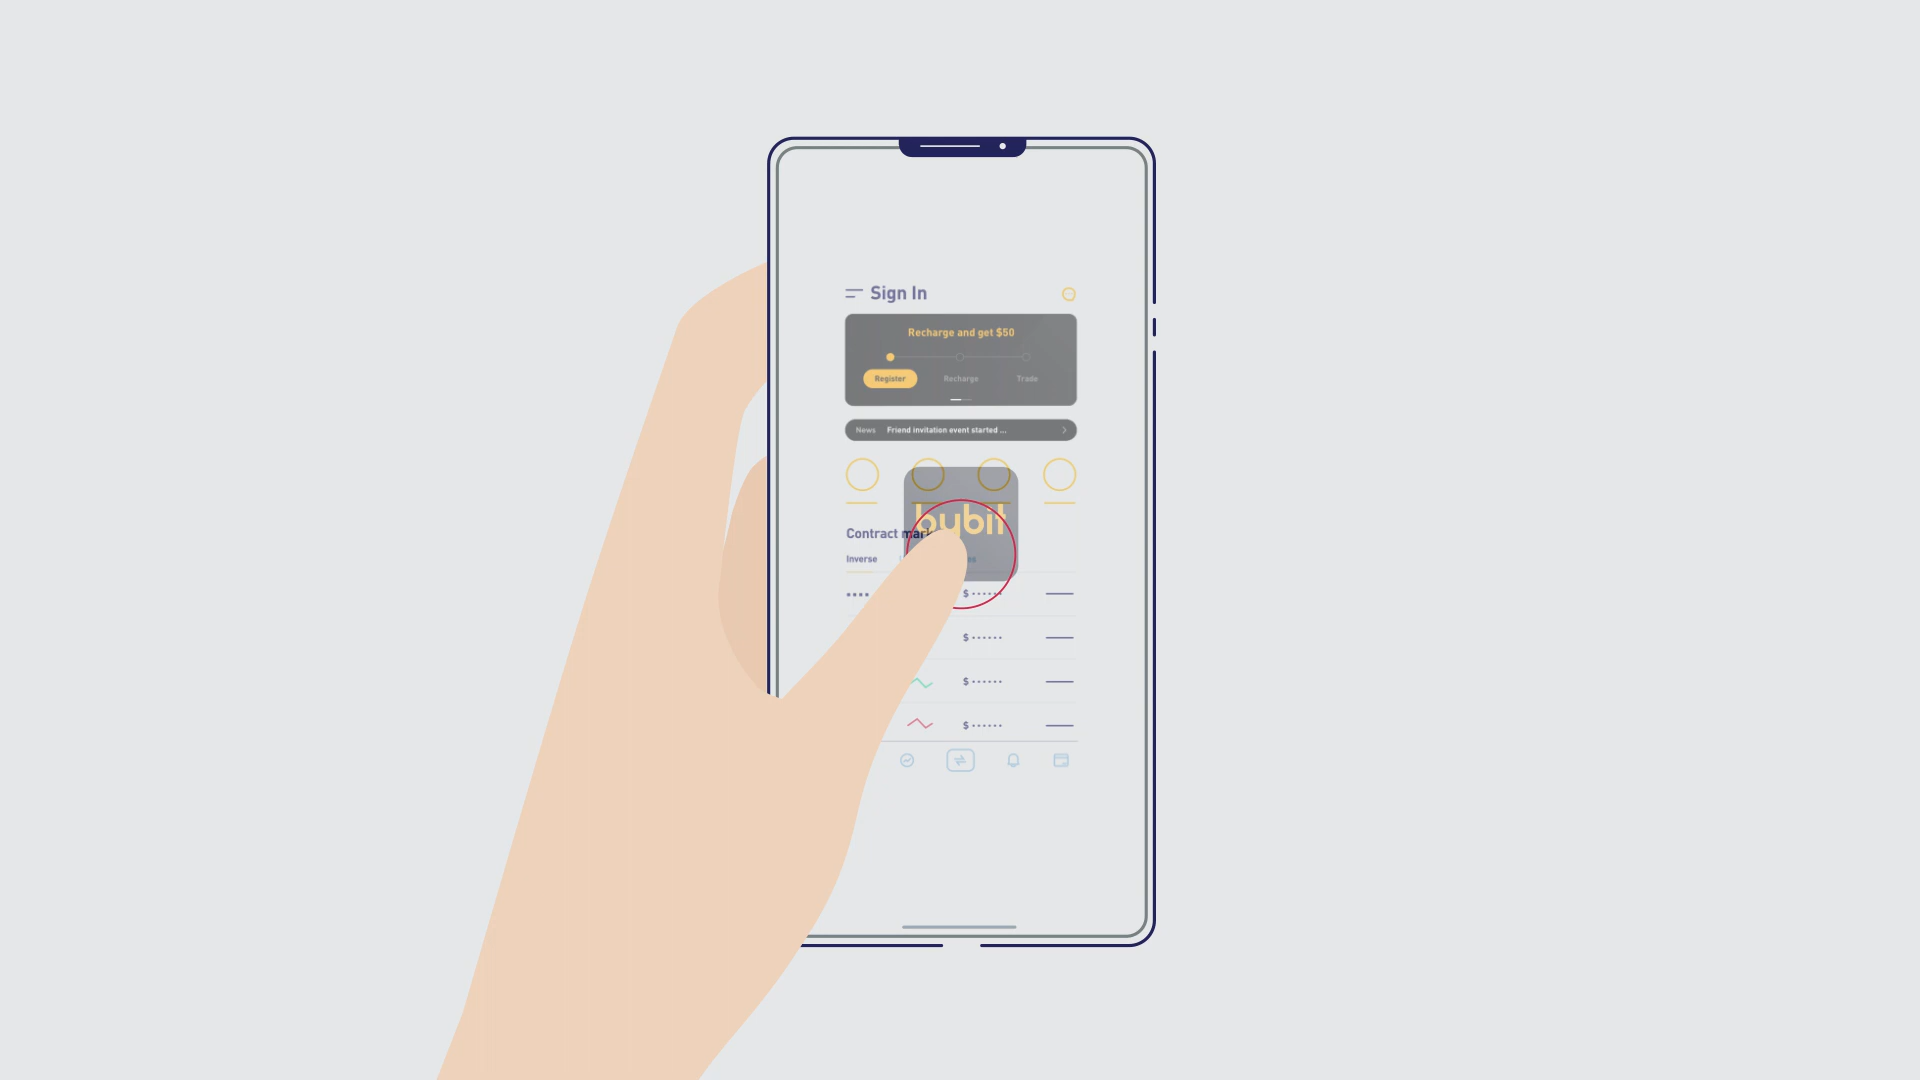 Sign In
Recharge and get $50
Register Recharge Trade
News Friend invitation event started ...
bybit
Contract
Inverse
$ ••••••
$ ••••••
$ ••••••
$ ••••••